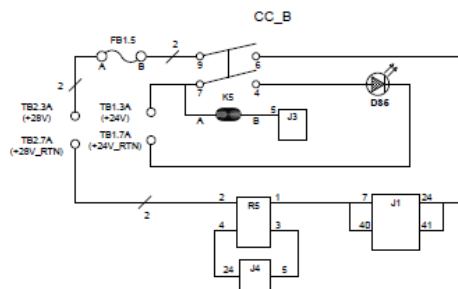 CC_B
FB1.5
2
A
B
9
6
2
7
4
K5
D86
TB2.3A
(+28V)
TB1.3A
(+24V)
A
B
5
J3
TB2.7A
(+28V_RTN)
TB1.7A
(+24V_RTN)
2
2
1
R5
4
3
7
24
J1
40
41
24
J4
5